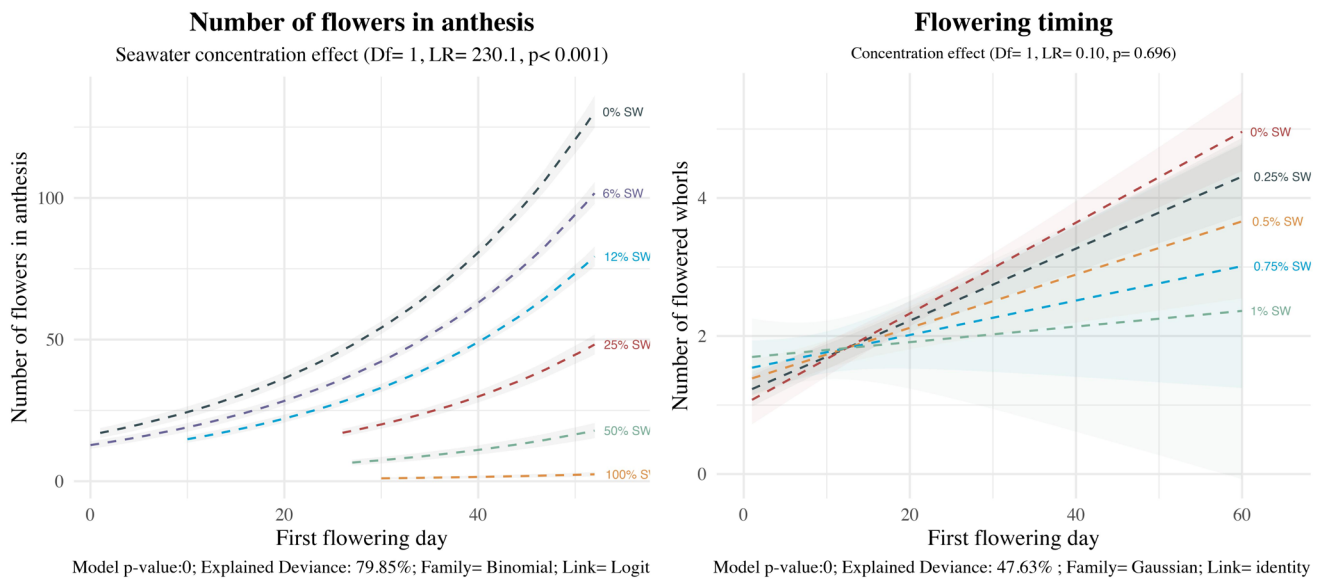 Number of flowers in anthesis
Seawater concentration effect (Df= 1, LR= 230.1, p< 0.001)
Number of flowers in anthesis
100
50
0
0% SW
6% SW
12% SW
25% SW
50% SW
100% S
0
20
40
First flowering day
Model p-value:0; Explained Deviance: 79.85%; Family= Binomial; Link= Logit
Flowering timing
Concentration effect (Df= 1, LR= 0.10, p= 0.696)
Number of flowered whorls
4
2
0
0% SW
0.25% SW
0.5% SW
0.75% SW
1% SW
0
20
40
60
First flowering day
Model p-value:0; Explained Deviance: 47.63% ; Family= Gaussian; Link= identity